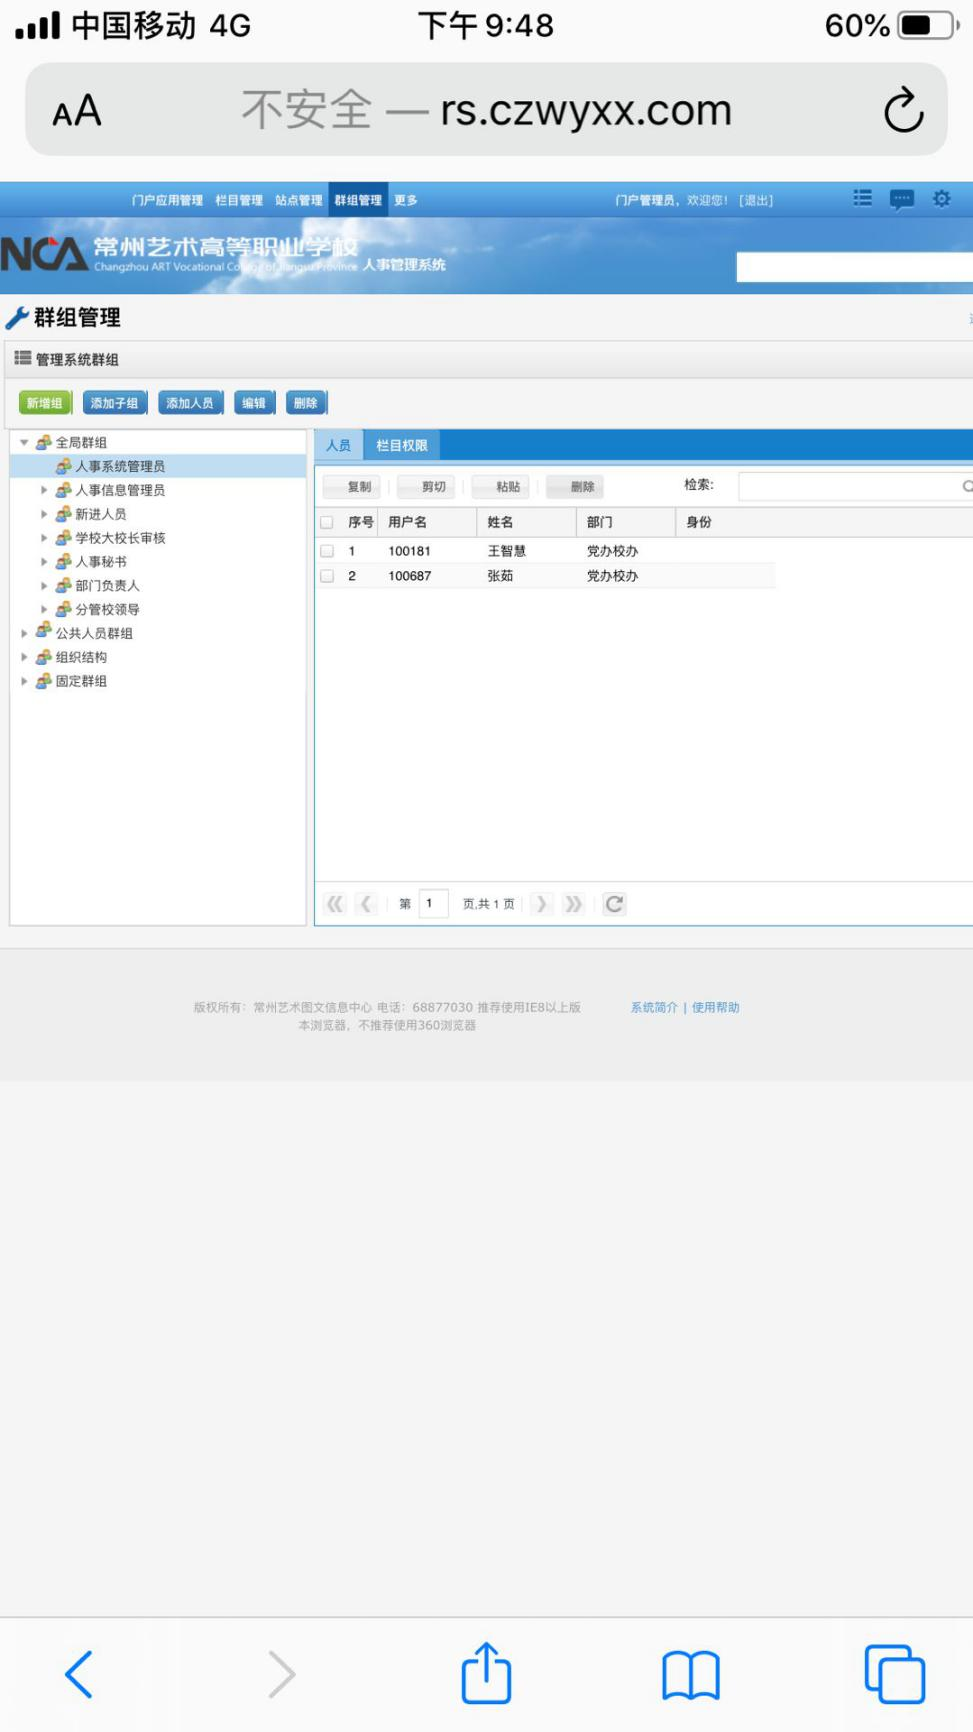 中国移动 4G 下午9:48 60%
AA 不安全 — rs.czwyxx.com
门户应用管理 栏目管理 站点管理 群组管理 更多 门户管理员，欢迎您！ [退出]
NCA 常州艺术高等职业学校
Changzhou ART Vocational College of Jiangsu Province 人事管理系统
群组管理
管理系统群组
新增组 添加子组 添加人员 编辑 删除
全局群组
人事系统管理员
人事信息管理员
新进人员
学校大校长审核
人事秘书
部门负责人
分管校领导
公共人员群组
组织结构
固定群组
人员 栏目权限
复制 剪切 粘贴 删除 检索:
序号 用户名 姓名 部门 身份
1 100181 王智慧 党办校办
2 100687 张茹 党办校办
第 1 页,共 1 页
版权所有：常州艺术图文信息中心 电话：68877030 推荐使用IE8以上版
本浏览器，不推荐使用360浏览器
系统简介 | 使用帮助